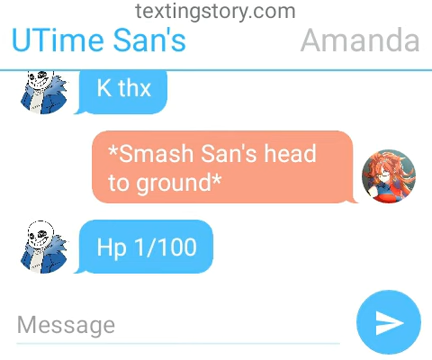 textingstory.com
UTime San's
Amanda
K thx
*Smash San's head
to ground*
Hp 1/100
Message